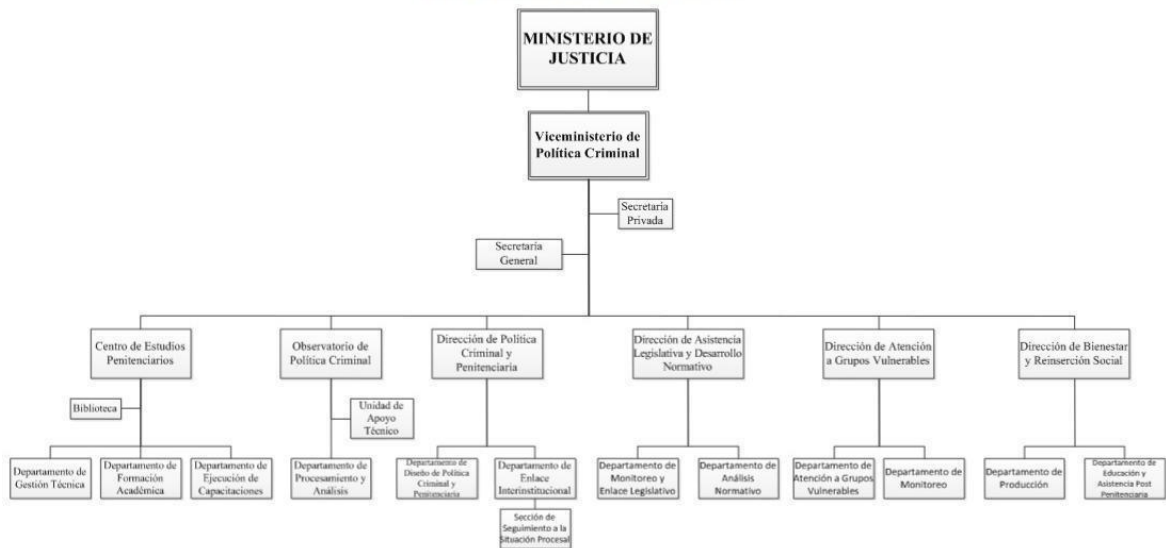 MINISTERIO DE
JUSTICIA
Viceministerio de
Política Criminal
Secretaría
Privada
Secretaría
General
Centro de Estudios
Penitenciarios
Observatorio de
Política Criminal
Dirección de Política
Criminal y
Penitenciaría
Dirección de Asistencia
Legislativa y Desarrollo
Normativo
Dirección de Atención
a Grupos Vulnerables
Dirección de Bienestar
y Reinserción Social
Biblioteca
Unidad de
Apoyo
Técnico
Departamento de
Gestión Técnica
Departamento de
Formación
Académica
Departamento de
Ejecución de
Capacitaciones
Departamento de
Procesamiento y
Análisis
Departamento de
Diseño de Política
Criminal y
Penitenciaria
Departamento de
Enlace
Interinstitucional
Departamento de
Monitoreo y
Enlace Legislativo
Departamento de
Análisis
Normativo
Departamento de
Atención a Grupos
Vulnerables
Departamento de
Monitoreo
Departamento de
Producción
Departamento de
Educación y
Asistencia Post
Penitenciaria
Sección de
Seguimiento a la
Situación Procesal